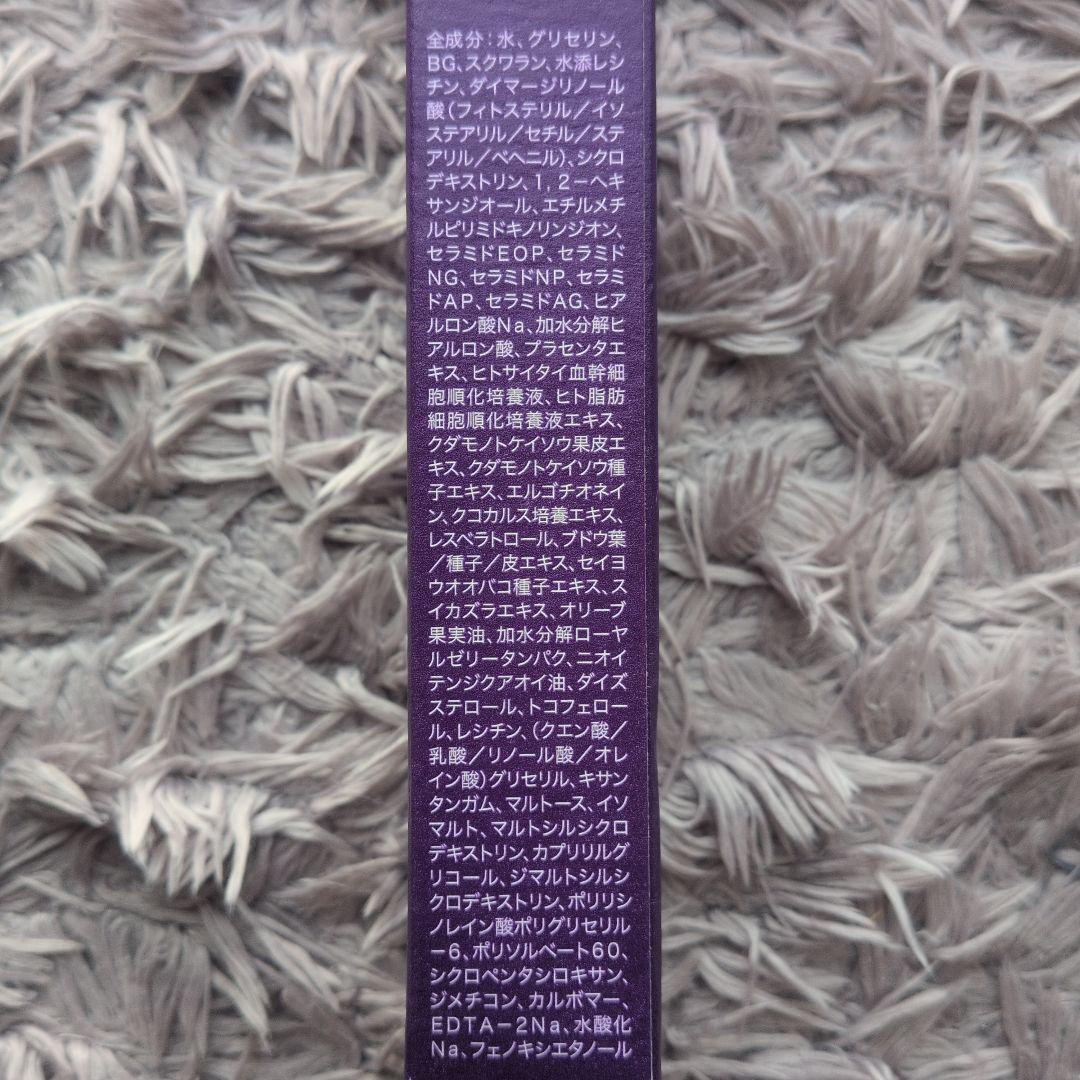 全成分：水、グリセリン、
BG、スクワラン、水添レシ
チン、ダイマージリノール
酸（フィトステリル／イソ
ステアリル／セチル／ステ
アリル／ベヘニル）、シクロ
デキストリン、1，2－ヘキ
サンジオール、エチルメチ
ルピリミドキノリンジオン、
セラミドEOP、セラミド
NG、セラミドNP、セラミ
ドAP、セラミドAG、ヒア
ルロン酸Na、加水分解ヒ
アルロン酸、プラセンタエ
キス、ヒトサイタイ血幹細
胞順化培養液、ヒト脂肪
細胞順化培養液エキス、
クダモノトケイソウ果皮エ
キス、クダモノトケイソウ種
子エキス、エルゴチオネイ
ン、クコカルス培養エキス、
レスベラトロール、ブドウ葉
／種子／皮エキス、セイヨ
ウオオバコ種子エキス、ス
イカズラエキス、オリーブ
果実油、加水分解ローヤ
ルゼリータンパク、ニオイ
テンジクアオイ油、ダイズ
ステロール、トコフェロー
ル、レシチン、（クエン酸／
乳酸／リノール酸／オレ
イン酸）グリセリル、キサン
タンガム、マルトース、イソ
マルト、マルトシルシクロ
デキストリン、カプリリルグ
リコール、ジマルトシルシ
クロデキストリン、ポリリシ
ノレイン酸ポリグリセリル
－6、ポリソルベート60、
シクロペンタシロキサン、
ジメチコン、カルボマー、
EDTA－2Na、水酸化
Na、フェノキシエタノール